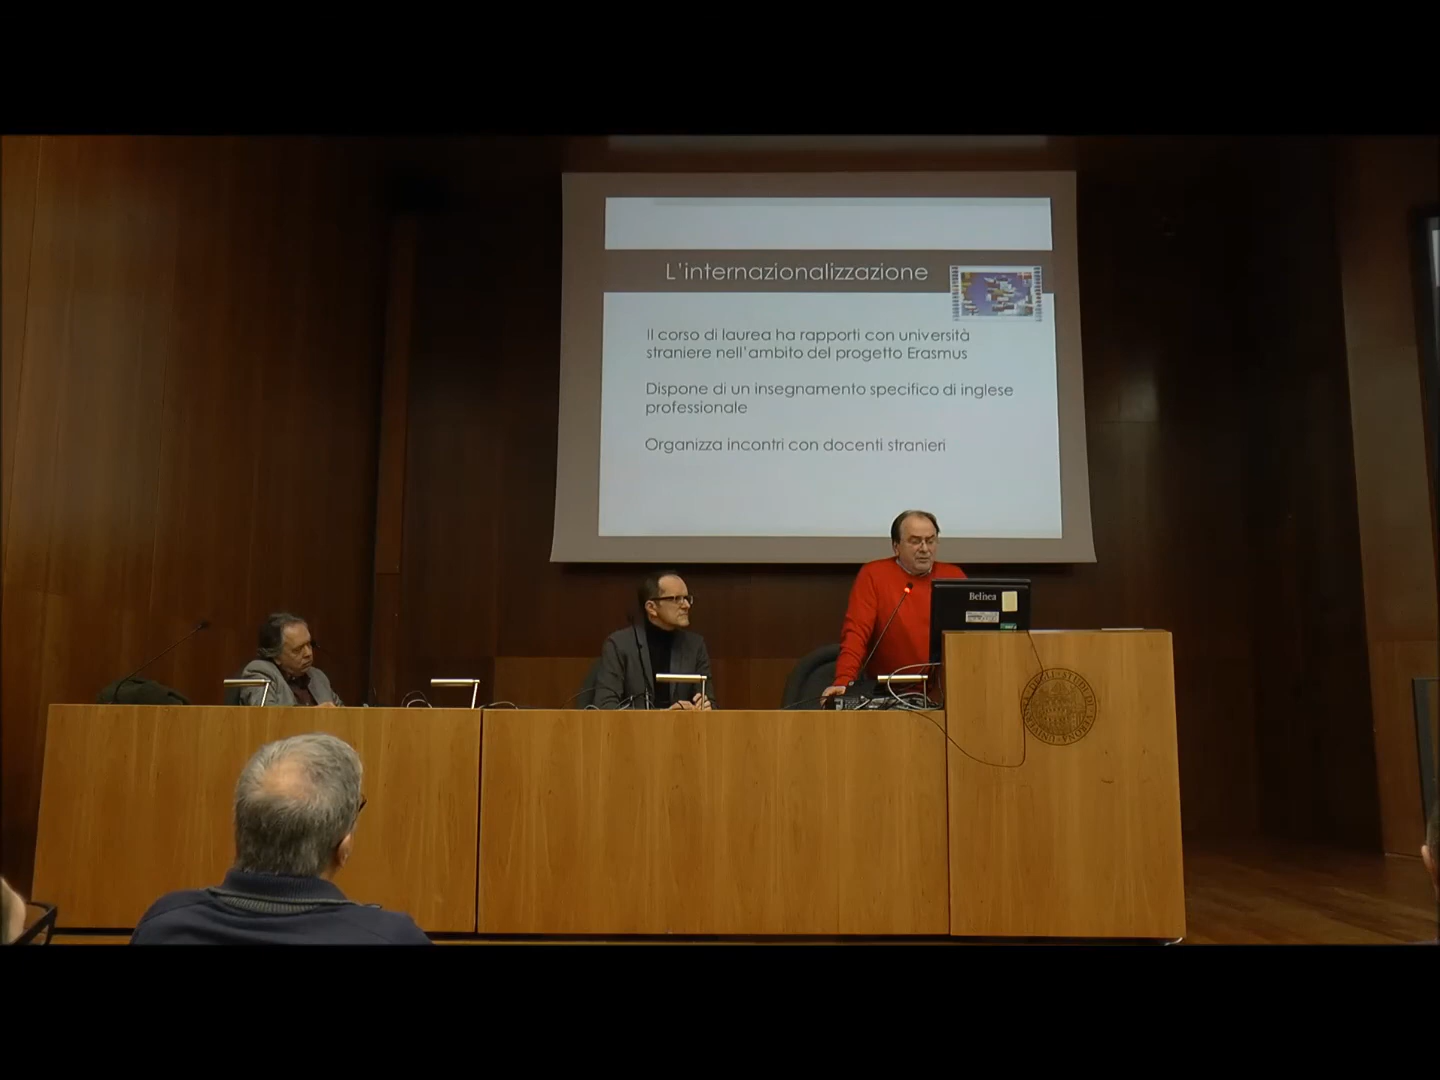 L'internazionalizzazione
Il corso di laurea ha rapporti con università
straniere nell'ambito del progetto Erasmus
Dispone di un insegnamento specifico di inglese
professionale
Organizza incontri con docenti stranieri
Belinea